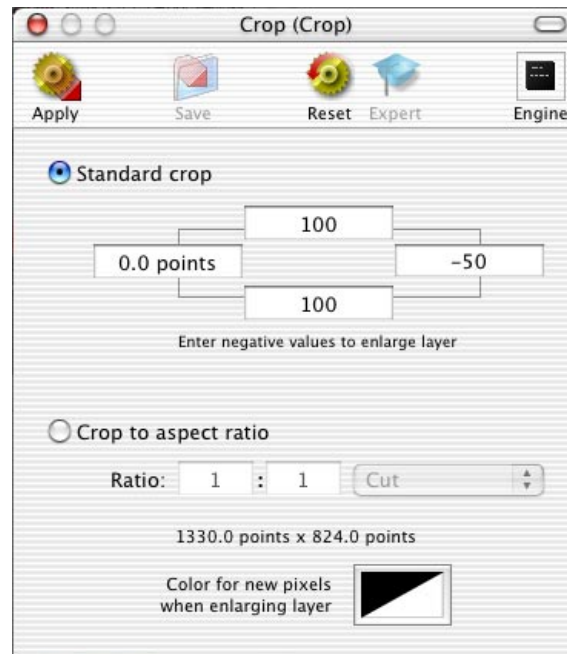 Crop (Crop)
Apply
Save
Reset
Expert
Engine
Standard crop
100
0.0 points
-50
100
Enter negative values to enlarge layer
Crop to aspect ratio
Ratio: 1 : 1 Cut
1330.0 points x 824.0 points
Color for new pixels
when enlarging layer